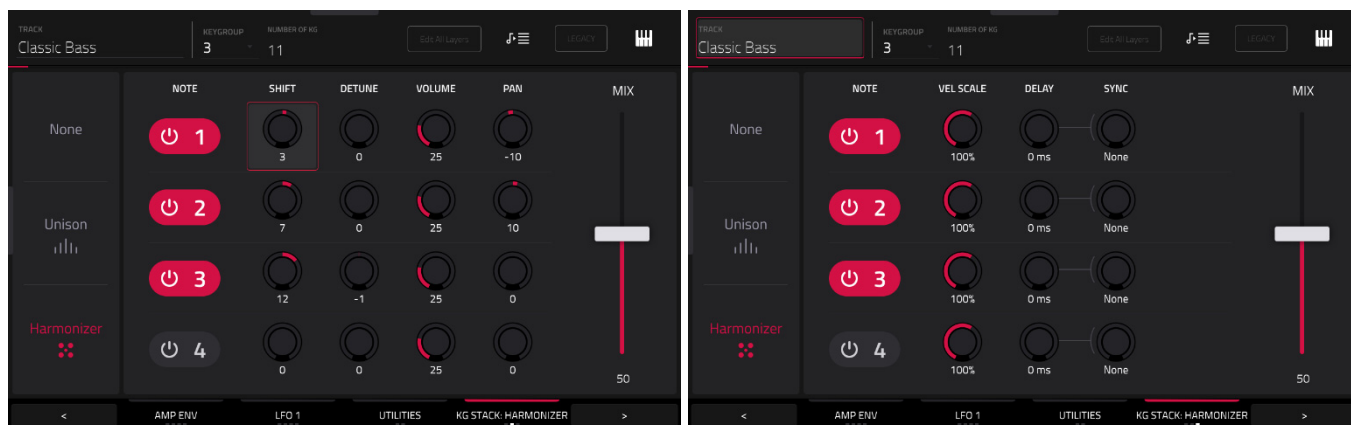 TRACK KEYGROUP NUMBER OF KG
Classic Bass 3 11 Edit All Layers LEGACY
NOTE SHIFT DETUNE VOLUME PAN MIX
None
1
3 0 25 -10
2
7 0 25 10
Unison
3
12 -1 25 0
Harmonizer
4
0 0 25 0
50
< AMP ENV LFO 1 UTILITIES KG STACK: HARMONIZER >
TRACK KEYGROUP NUMBER OF KG
Classic Bass 3 11 Edit All Layers LEGACY
NOTE VEL SCALE DELAY SYNC MIX
None
1
100% 0 ms None
2
100% 0 ms None
Unison
3
100% 0 ms None
Harmonizer
4
100% 0 ms None
50
< AMP ENV LFO 1 UTILITIES KG STACK: HARMONIZER >